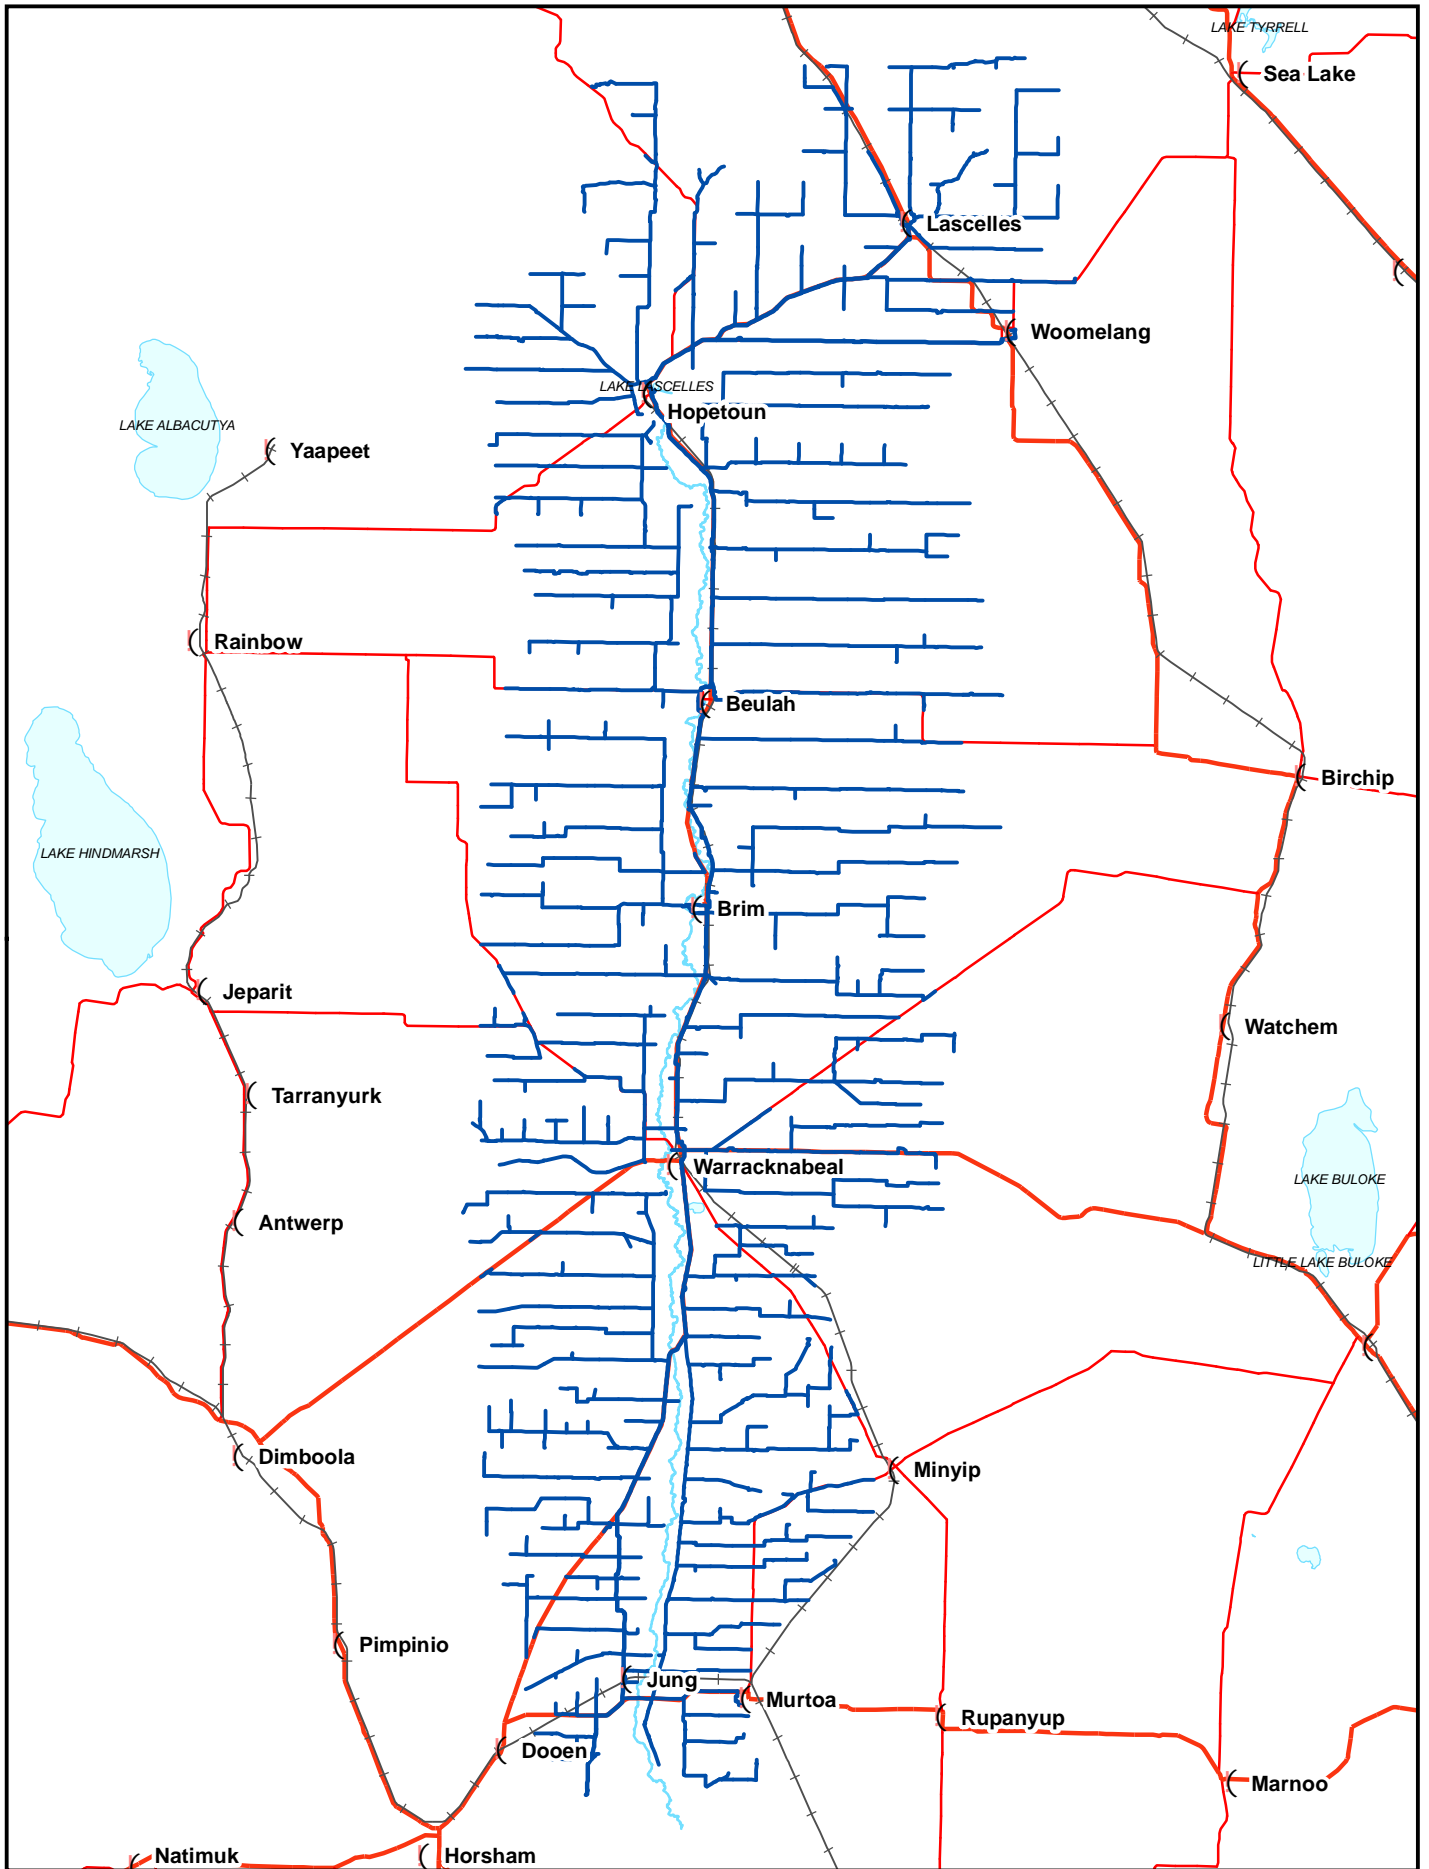 LAKE TYRRELL
Sea Lake
Lascelles
Woomelang
LAKE LASCELLES
Hopetoun
LAKE ALBACUTYA
Yaapeet
Rainbow
Beulah
Birchip
LAKE HINDMARSH
Brim
Jeparit
Watchem
Tarranyurk
Warracknabeal
LAKE BULOKE
Antwerp
LITTLE LAKE BULOKE
Dimboola
Minyip
Pimpinio
Jung
Murtoa
Rupanyup
Dooen
Marnoo
Natimuk
Horsham